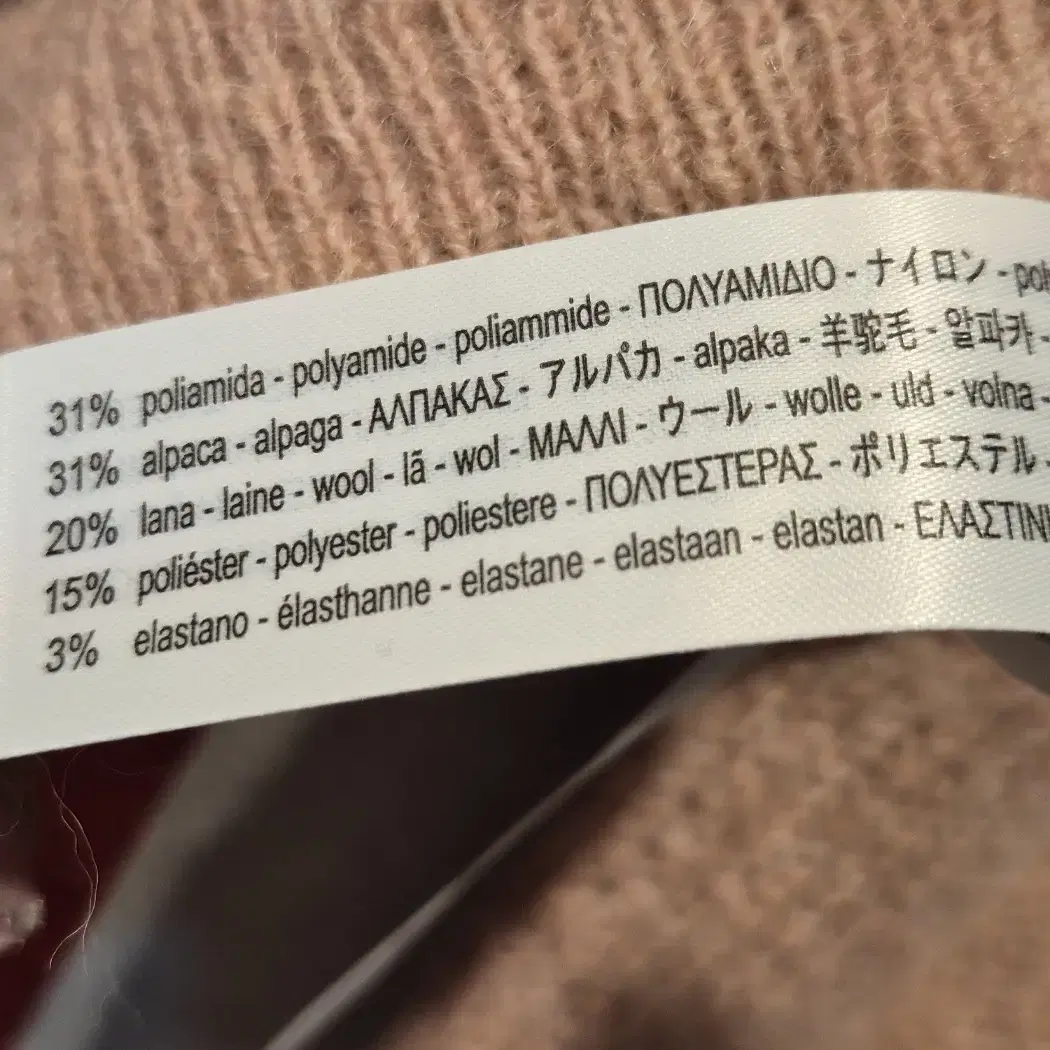 31% poliamida - polyamide - poliammide - ΠΟΛΥΑΜΙΔΙΟ - ナイロン -
31% alpaca - alpaga - ΑΛΠΑΚΑΣ - アルパカ - alpaka - 羊驼毛 - 알파카 -
20% lana - laine - wool - lã - wol - ΜΑΛΛΙ - ウール - wolle - uld - volna -
15% poliéster - polyester - poliestere - ΠΟΛΥΕΣΤΕΡΑΣ - ポリエステル -
3% elastano - élasthanne - elastane - elastaan - elastan -